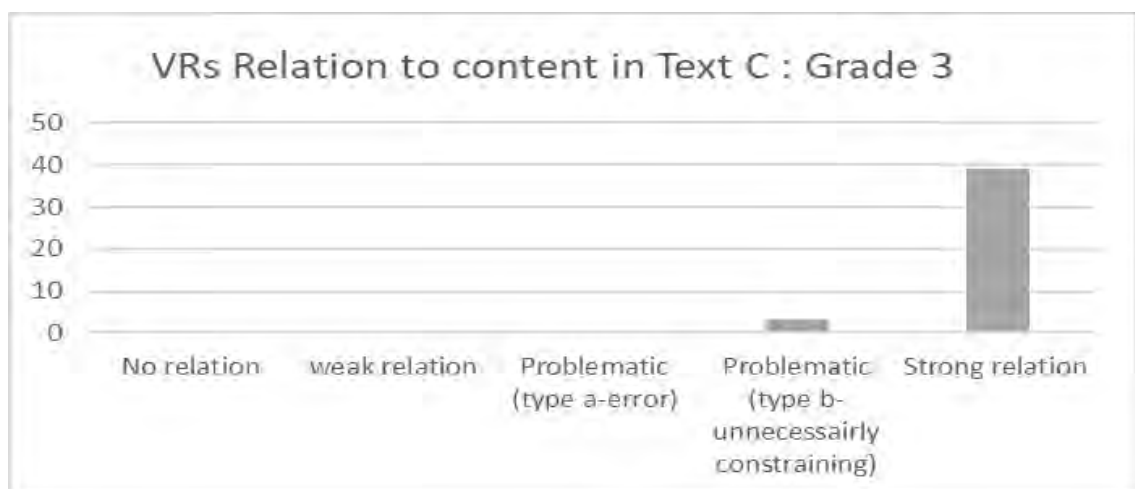 VRs Relation to content in Text C : Grade 3
50
40
30
20
10
0
No relation
weak relation
Problematic
(type a-error)
Problematic
(type b-
unnecessairly
constraining)
Strong relation